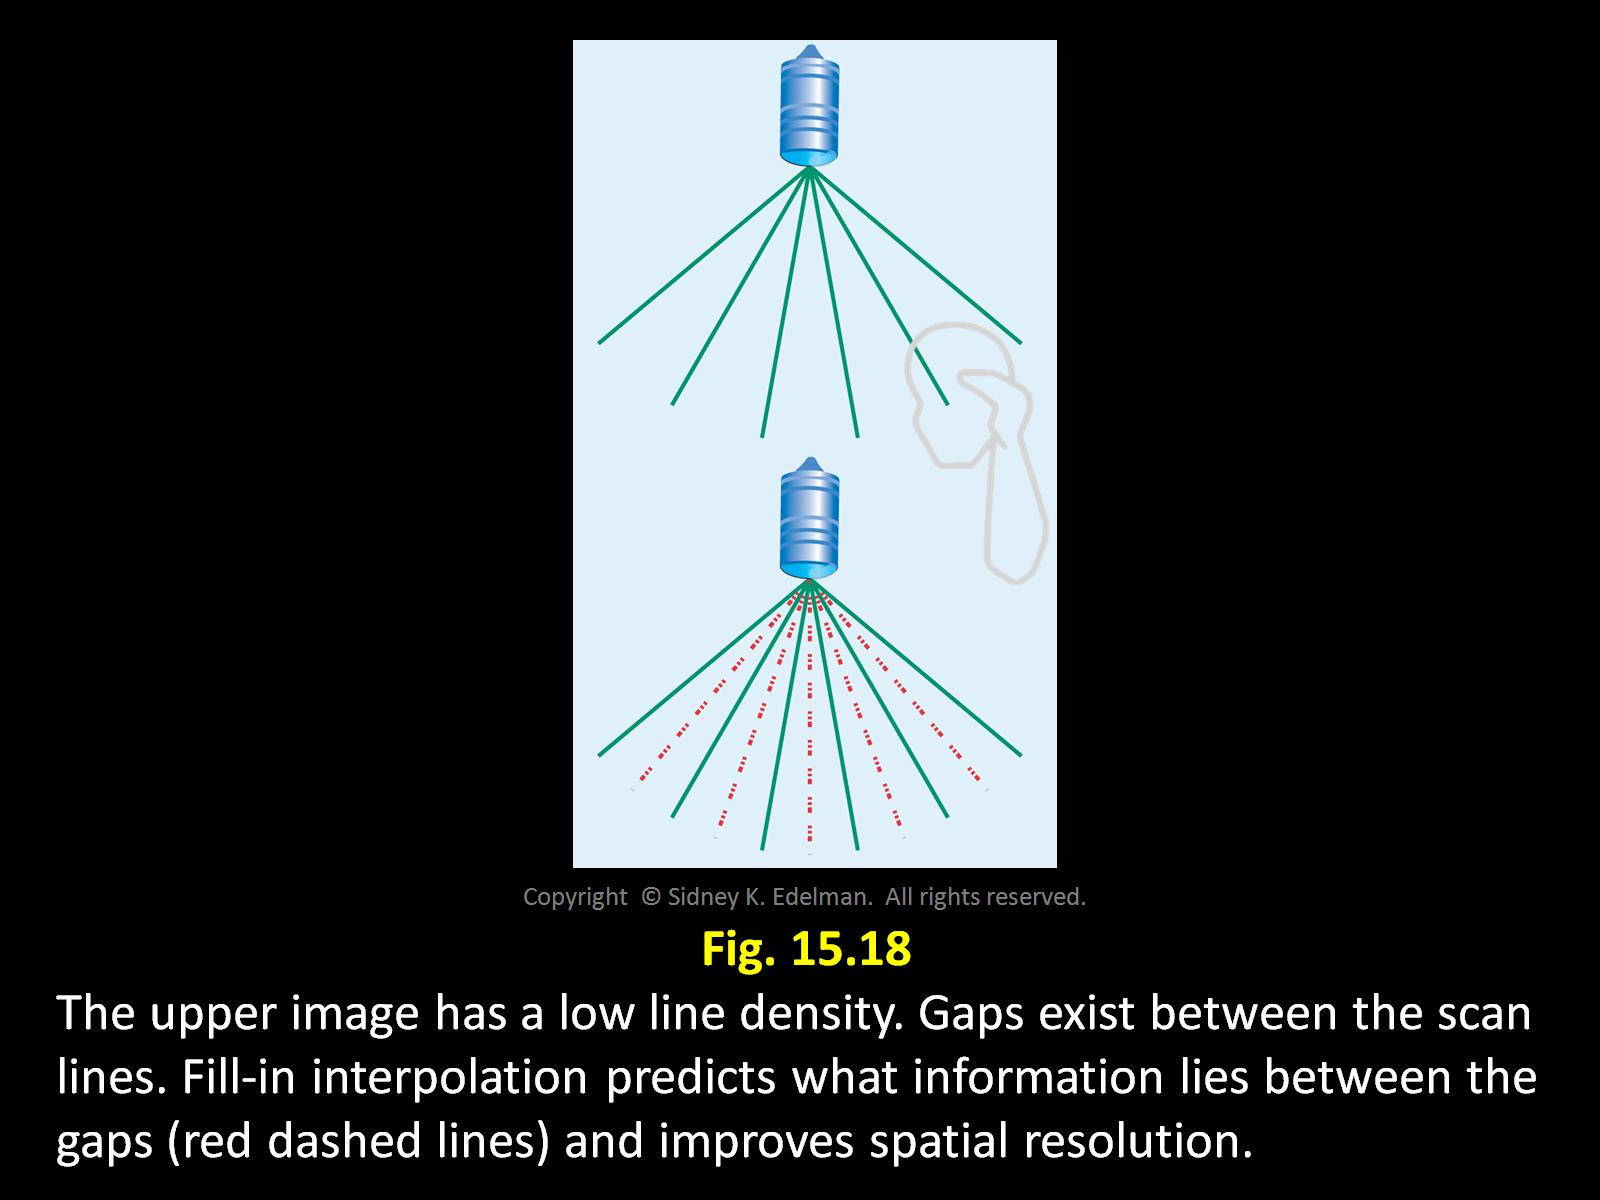 Copyright © Sidney K. Edelman. All rights reserved.
Fig. 15.18
The upper image has a low line density. Gaps exist between the scan
lines. Fill-in interpolation predicts what information lies between the
gaps (red dashed lines) and improves spatial resolution.